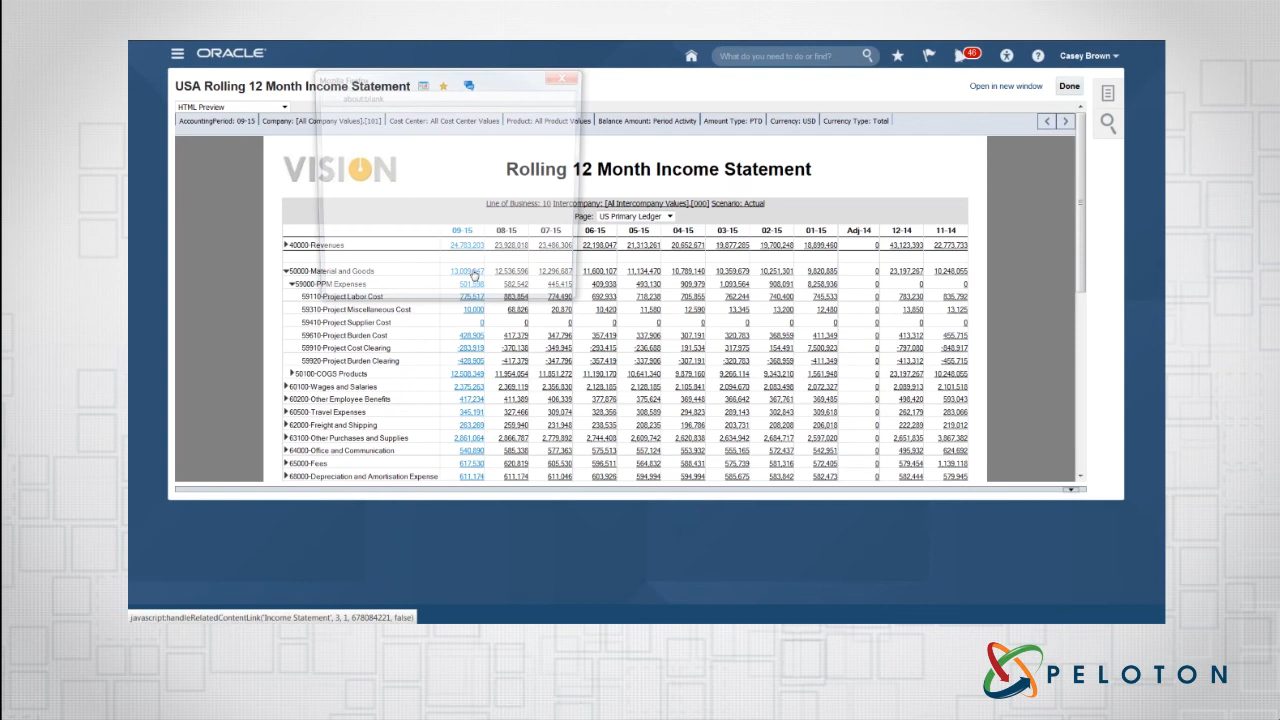 ORACLE
What do you need to do or find?
46
Casey Brown
USA Rolling 12 Month Income Statement
Open in new window
Done
Mozilla Firefox
about:blank
HTML Preview
AccountingPeriod: 09-15 Company: [All Company Values].[101] Cost Center: All Cost Center Values Product: All Product Values Balance Amount: Period Activity Amount Type: PTD Currency: USD Currency Type: Total
VISION
Rolling 12 Month Income Statement
Line of Business: 10 Intercompany: [All Intercompany Values].[000] Scenario: Actual
Page: US Primary Ledger
09-15 08-15 07-15 06-15 05-15 04-15 03-15 02-15 01-15 Adj-14 12-14 11-14
40000-Revenues 24,783,203 23,928,018 23,486,306 22,198,047 21,313,261 20,652,671 19,877,285 19,700,248 18,899,460 0 43,123,393 22,773,733
50000-Material and Goods 12,536,596 12,296,687 11,600,107 11,134,470 10,789,140 10,359,679 10,251,301 9,820,885 0 23,197,267 10,248,055
59000-PPM Expenses 582,542 445,415 409,938 493,130 909,979 1,093,564 908,091 8,258,936 0 0 0
59110-Project Labor Cost 775,517 883,854 774,490 692,933 718,238 705,855 762,244 740,400 745,533 0 783,230 835,792
59310-Project Miscellaneous Cost 10,000 68,826 20,870 10,420 11,580 12,590 13,345 13,200 12,480 0 13,850 13,125
59410-Project Supplier Cost 0 0 0 0 0 0 0 0 0 0 0 0
59610-Project Burden Cost 428,905 417,379 347,796 357,419 337,906 307,191 320,783 368,959 411,349 0 413,312 455,715
59910-Project Cost Clearing -283,919 -370,138 -349,945 -293,415 -236,688 191,534 317,975 154,491 7,500,923 0 -797,080 -848,917
59920-Project Burden Clearing -428,905 -417,379 -347,796 -357,419 -337,906 -307,191 -320,783 -368,959 -411,349 0 -413,312 -455,715
50100-COGS Products 12,508,349 11,954,054 11,851,272 11,190,170 10,641,340 9,879,160 9,266,114 9,343,210 1,561,948 0 23,197,267 10,248,055
60100-Wages and Salaries 2,375,263 2,369,119 2,356,830 2,128,185 2,128,185 2,105,841 2,094,670 2,083,498 2,072,327 0 2,089,913 2,101,518
60200-Other Employee Benefits 417,234 411,389 406,339 377,876 375,624 369,448 366,642 367,761 369,485 0 498,420 593,043
60500-Travel Expenses 345,191 327,466 309,074 328,356 308,589 294,823 289,143 302,843 309,618 0 262,179 283,066
62000-Freight and Shipping 263,269 259,940 231,948 238,535 208,235 196,786 203,731 208,235 206,018 0 222,288 219,012
63100-Other Purchases and Supplies 2,861,064 2,866,787 2,779,892 2,744,408 2,609,742 2,620,838 2,634,942 2,684,717 2,597,020 0 2,651,835 3,867,382
64000-Office and Communication 540,890 585,338 577,363 575,513 557,124 553,932 565,315 572,437 542,951 0 495,932 624,692
65000-Fees 617,530 620,819 605,530 596,511 564,832 588,431 575,739 581,316 572,405 0 579,454 1,139,118
68000-Depreciation and Amortisation Expense 611,174 611,174 611,046 603,926 594,994 594,994 585,675 583,842 582,473 0 582,444 579,945
javascript:handleRelatedContentLink('Income Statement', 3, 1, 678084221, false)
PELOTON